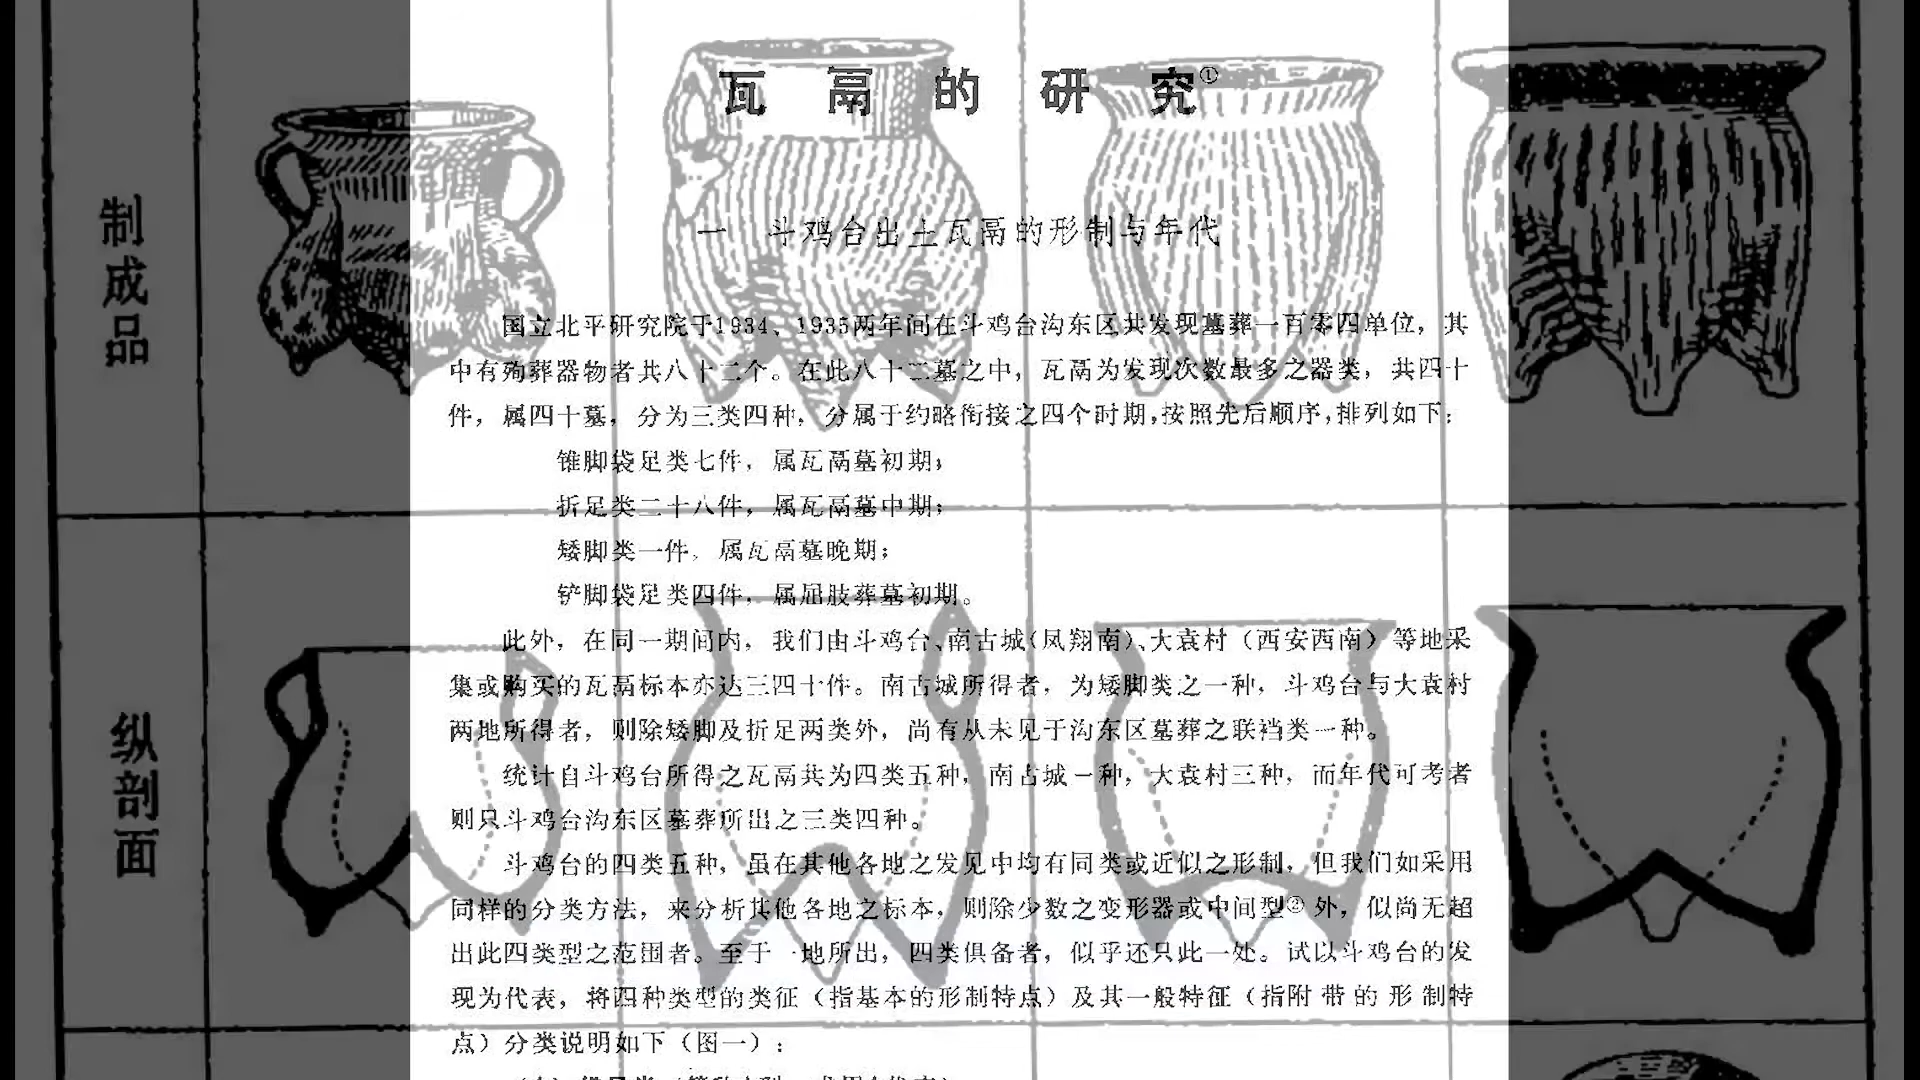 瓦鬲的研究①
一 斗鸡台出土瓦鬲的形制与年代
国立北平研究院于1934、1935两年间在斗鸡台沟东区共发现墓葬一百零四单位，其
中有殉葬器物者共八十二个。在此八十二墓之中，瓦鬲为发现次数最多之器类，共四十
件，属四十墓，分为三类四种，分属于约略衔接之四个时期，按照先后顺序，排列如下：
锥脚袋足类七件，属瓦鬲墓初期；
折足类二十八件，属瓦鬲墓中期；
矮脚类一件，属瓦鬲墓晚期；
铲脚袋足类四件，属屈肢葬墓初期。
此外，在同一期间内，我们由斗鸡台、南古城（凤翔南）、大袁村（西安西南）等地采
集或购买的瓦鬲标本亦达三四十件。南古城所得者，为矮脚类之一种，斗鸡台与大袁村
两地所得者，则除矮脚及折足两类外，尚有从未见于沟东区墓葬之联裆类一种。
统计自斗鸡台所得之瓦鬲共为四类五种，南古城一种，大袁村三种，而年代可考者
则只斗鸡台沟东区墓葬所出之三类四种。
斗鸡台的四类五种，虽在其他各地之发见中均有同类或近似之形制，但我们如采用
同样的分类方法，来分析其他各地之标本，则除少数之变形器或中间型②外，似尚无超
出此四类型之范围者。至于一地所出，四类俱备者，似乎还只此一处。试以斗鸡台的发
现为代表，将四种类型的类征（指基本的形制特点）及其一般特征（指附带的形制特
点）分类说明如下（图一）：
制成品
纵剖面